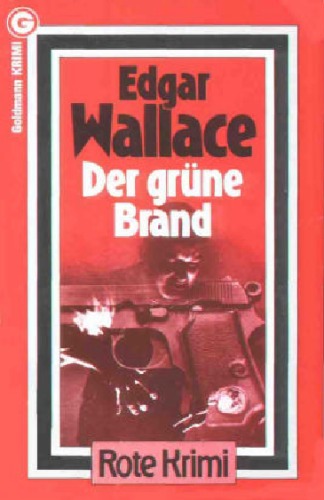 G
Goldmann KRIMI
Edgar
Wallace
Der grüne
Brand
Rote Krimi